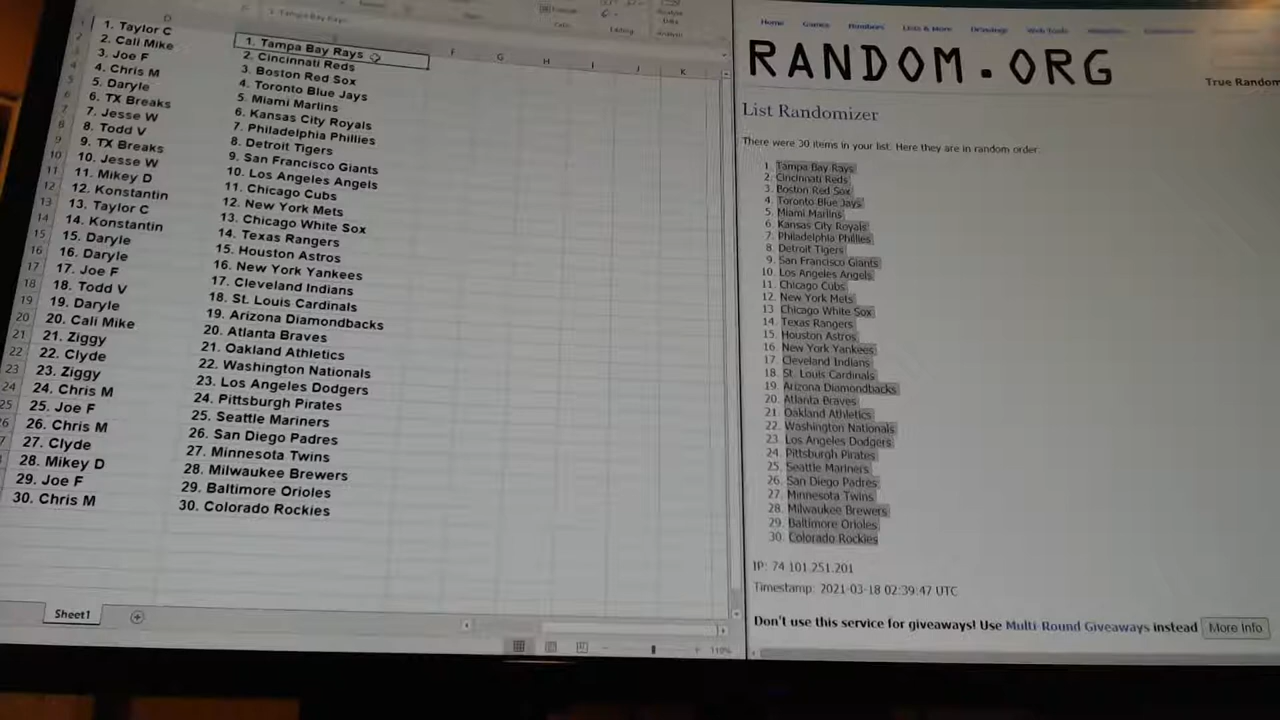 1. Taylor C
2. Cali Mike
3. Joe F
4. Chris M
5. Daryle
6. TX Breaks
7. Jesse W
8. Todd V
9. TX Breaks
10. Jesse W
11. Mikey D
12. Konstantin
13. Taylor C
14. Konstantin
15. Daryle
16. Daryle
17. Joe F
18. Todd V
19. Daryle
20. Cali Mike
21. Ziggy
22. Clyde
23. Ziggy
24. Chris M
25. Joe F
26. Chris M
27. Clyde
28. Mikey D
29. Joe F
30. Chris M
1. Tampa Bay Rays
2. Cincinnati Reds
3. Boston Red Sox
4. Toronto Blue Jays
5. Miami Marlins
6. Kansas City Royals
7. Philadelphia Phillies
8. Detroit Tigers
9. San Francisco Giants
10. Los Angeles Angels
11. Chicago Cubs
12. New York Mets
13. Chicago White Sox
14. Texas Rangers
15. Houston Astros
16. New York Yankees
17. Cleveland Indians
18. St. Louis Cardinals
19. Arizona Diamondbacks
20. Atlanta Braves
21. Oakland Athletics
22. Washington Nationals
23. Los Angeles Dodgers
24. Pittsburgh Pirates
25. Seattle Mariners
26. San Diego Padres
27. Minnesota Twins
28. Milwaukee Brewers
29. Baltimore Orioles
30. Colorado Rockies
D F G H I J K
Sheet1
Home Games Numbers Lists & More Drawings Web Tools
RANDOM.ORG
True Random
List Randomizer
There were 30 items in your list. Here they are in random order:
1. Tampa Bay Rays
2. Cincinnati Reds
3. Boston Red Sox
4. Toronto Blue Jays
5. Miami Marlins
6. Kansas City Royals
7. Philadelphia Phillies
8. Detroit Tigers
9. San Francisco Giants
10. Los Angeles Angels
11. Chicago Cubs
12. New York Mets
13. Chicago White Sox
14. Texas Rangers
15. Houston Astros
16. New York Yankees
17. Cleveland Indians
18. St. Louis Cardinals
19. Arizona Diamondbacks
20. Atlanta Braves
21. Oakland Athletics
22. Washington Nationals
23. Los Angeles Dodgers
24. Pittsburgh Pirates
25. Seattle Mariners
26. San Diego Padres
27. Minnesota Twins
28. Milwaukee Brewers
29. Baltimore Orioles
30. Colorado Rockies
IP: 74.101.251.201
Timestamp: 2021-03-18 02:39:47 UTC
Don't use this service for giveaways! Use Multi-Round Giveaways instead More Info